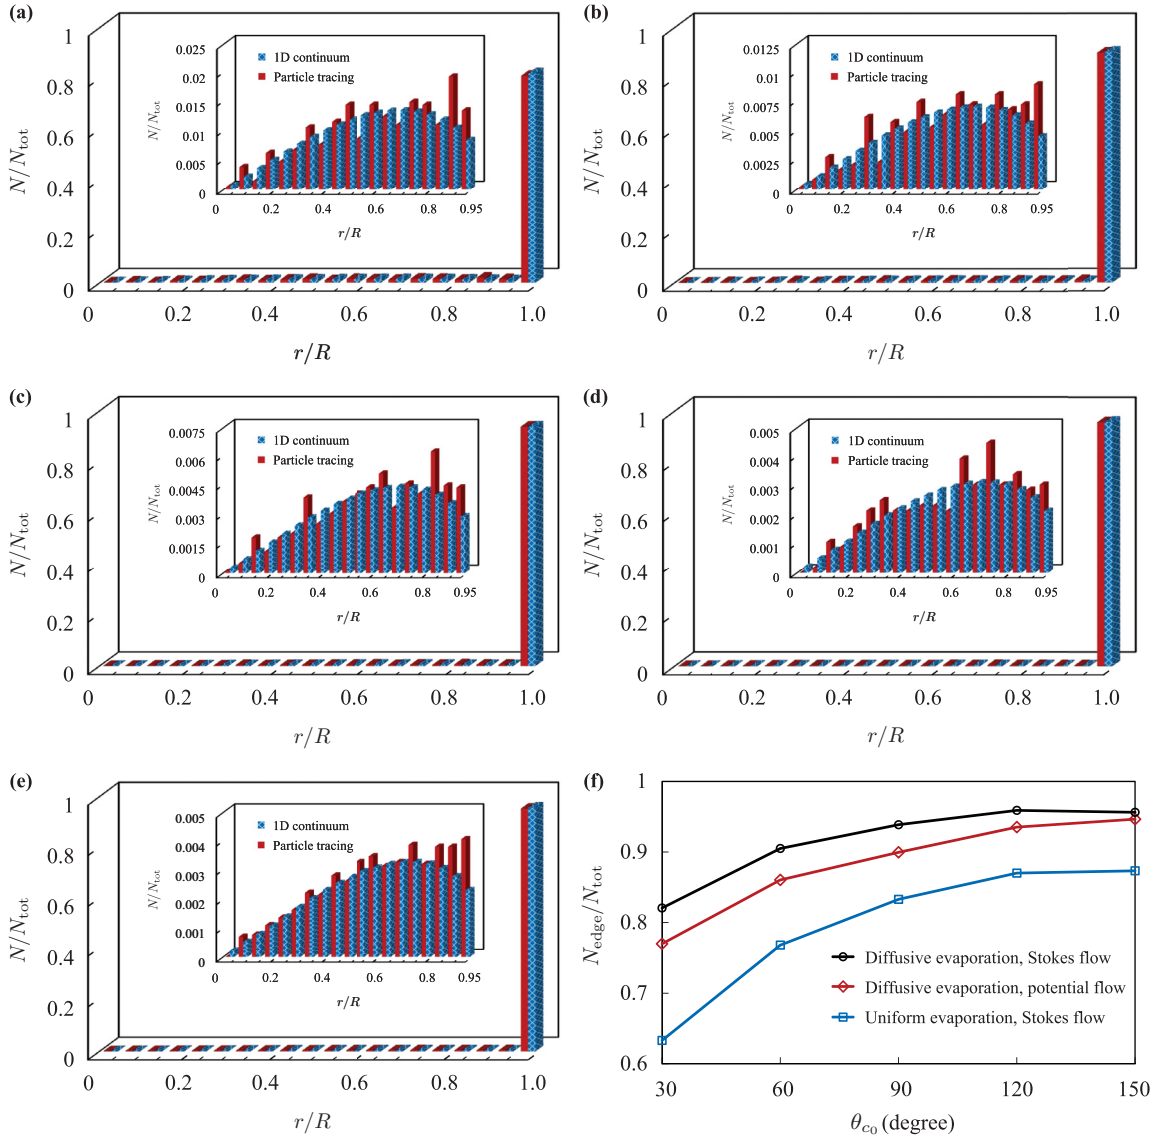 (a)
1
0.8
0.6
0.4
0.2
0
N/N_tot
0 0.2 0.4 0.6 0.8 1.0
r/R
0.025
0.02
0.015
0.01
0.005
0
N/N_tot
1D continuum
Particle tracing
0 0.2 0.4 0.6 0.8 0.95
r/R
(b)
1
0.8
0.6
0.4
0.2
0
N/N_tot
0 0.2 0.4 0.6 0.8 1.0
r/R
0.0125
0.01
0.0075
0.005
0.0025
0
N/N_tot
1D continuum
Particle tracing
0 0.2 0.4 0.6 0.8 0.95
r/R
(c)
1
0.8
0.6
0.4
0.2
0
N/N_tot
0 0.2 0.4 0.6 0.8 1.0
r/R
0.0075
0.006
0.0045
0.003
0.0015
0
N/N_tot
1D continuum
Particle tracing
0 0.2 0.4 0.6 0.8 0.95
r/R
(d)
1
0.8
0.6
0.4
0.2
0
N/N_tot
0 0.2 0.4 0.6 0.8 1.0
r/R
0.005
0.004
0.003
0.002
0.001
0
N/N_tot
1D continuum
Particle tracing
0 0.2 0.4 0.6 0.8 0.95
r/R
(e)
1
0.8
0.6
0.4
0.2
0
N/N_tot
0 0.2 0.4 0.6 0.8 1.0
r/R
0.005
0.004
0.003
0.002
0.001
0
N/N_tot
1D continuum
Particle tracing
0 0.2 0.4 0.6 0.8 0.95
r/R
(f)
1
0.9
0.8
0.7
0.6
N_edge/N_tot
Diffusive evaporation, Stokes flow
Diffusive evaporation, potential flow
Uniform evaporation, Stokes flow
30 60 90 120 150
θ_c₀ (degree)